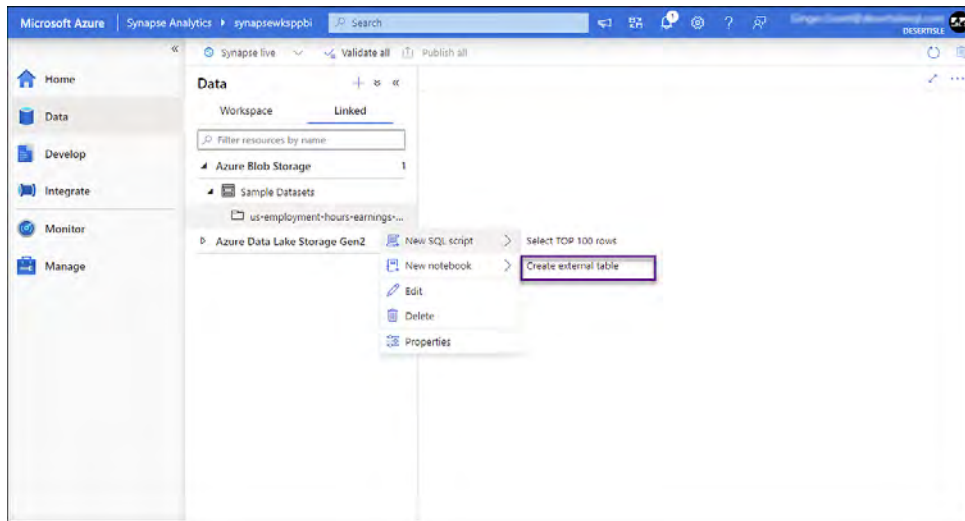 Microsoft Azure Synapse Analytics synapsewksppbi Search
DESERTISLE
Synapse live Validate all Publish all
Home
Data
Develop
Integrate
Monitor
Manage
Data
Workspace Linked
Filter resources by name
Azure Blob Storage 1
Sample Datasets
us-employment-hours-earnings-...
Azure Data Lake Storage Gen2
New SQL script
New notebook
Edit
Delete
Properties
Select TOP 100 rows
Create external table